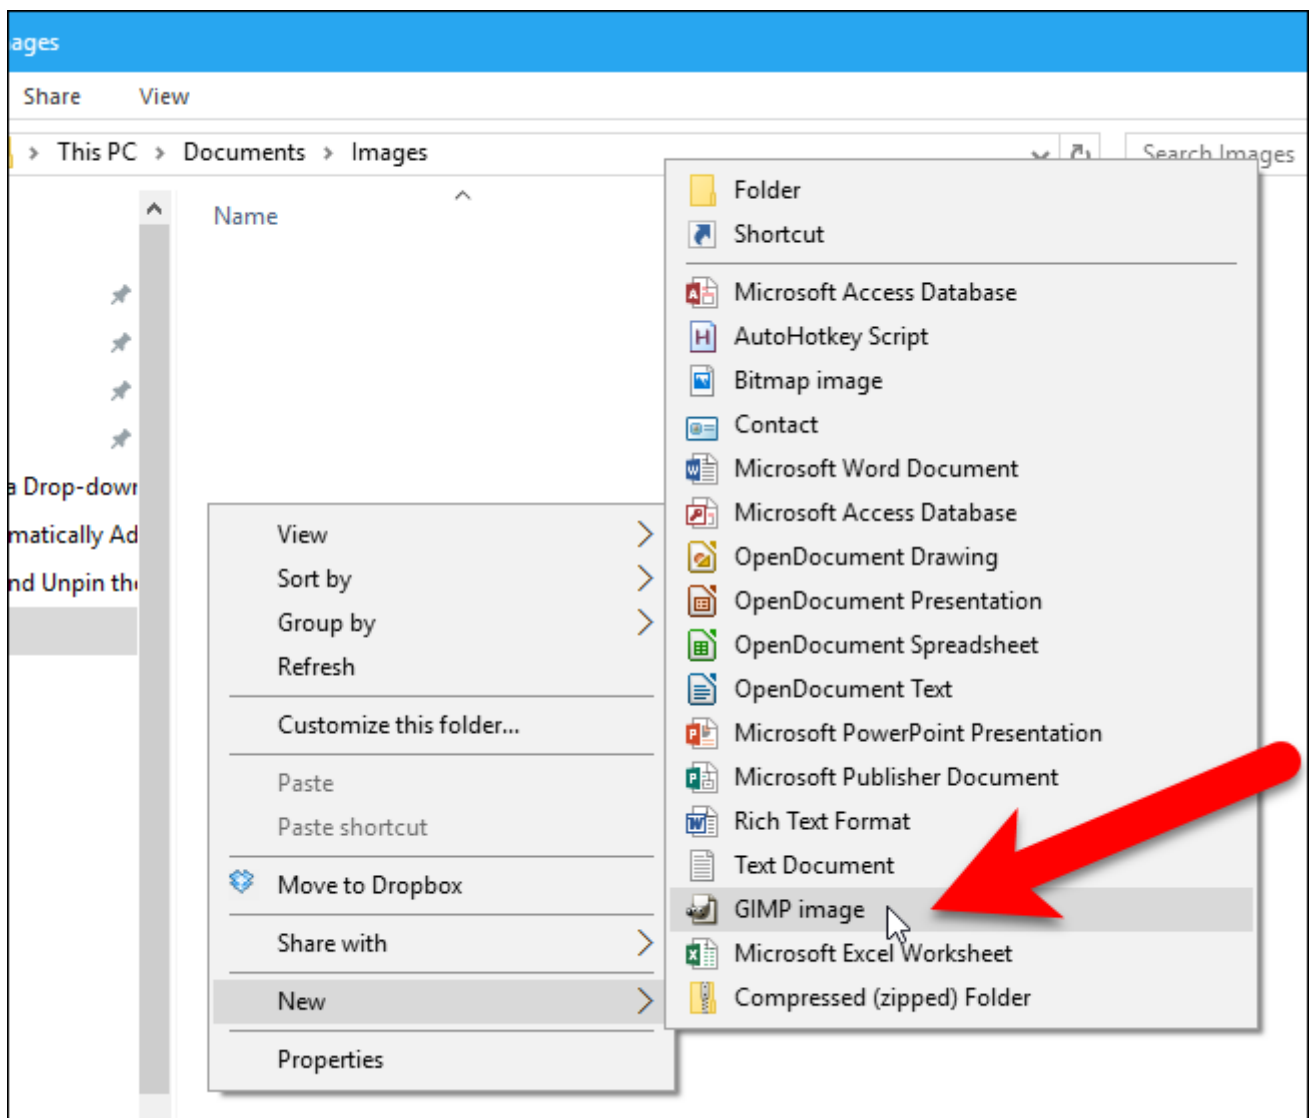 ages
Share View
This PC > Documents > Images
Search Images
Name
a Drop-down
matically Ad
nd Unpin the
View
Sort by
Group by
Refresh
Customize this folder...
Paste
Paste shortcut
Move to Dropbox
Share with
New
Properties
Folder
Shortcut
Microsoft Access Database
AutoHotkey Script
Bitmap image
Contact
Microsoft Word Document
Microsoft Access Database
OpenDocument Drawing
OpenDocument Presentation
OpenDocument Spreadsheet
OpenDocument Text
Microsoft PowerPoint Presentation
Microsoft Publisher Document
Rich Text Format
Text Document
GIMP image
Microsoft Excel Worksheet
Compressed (zipped) Folder